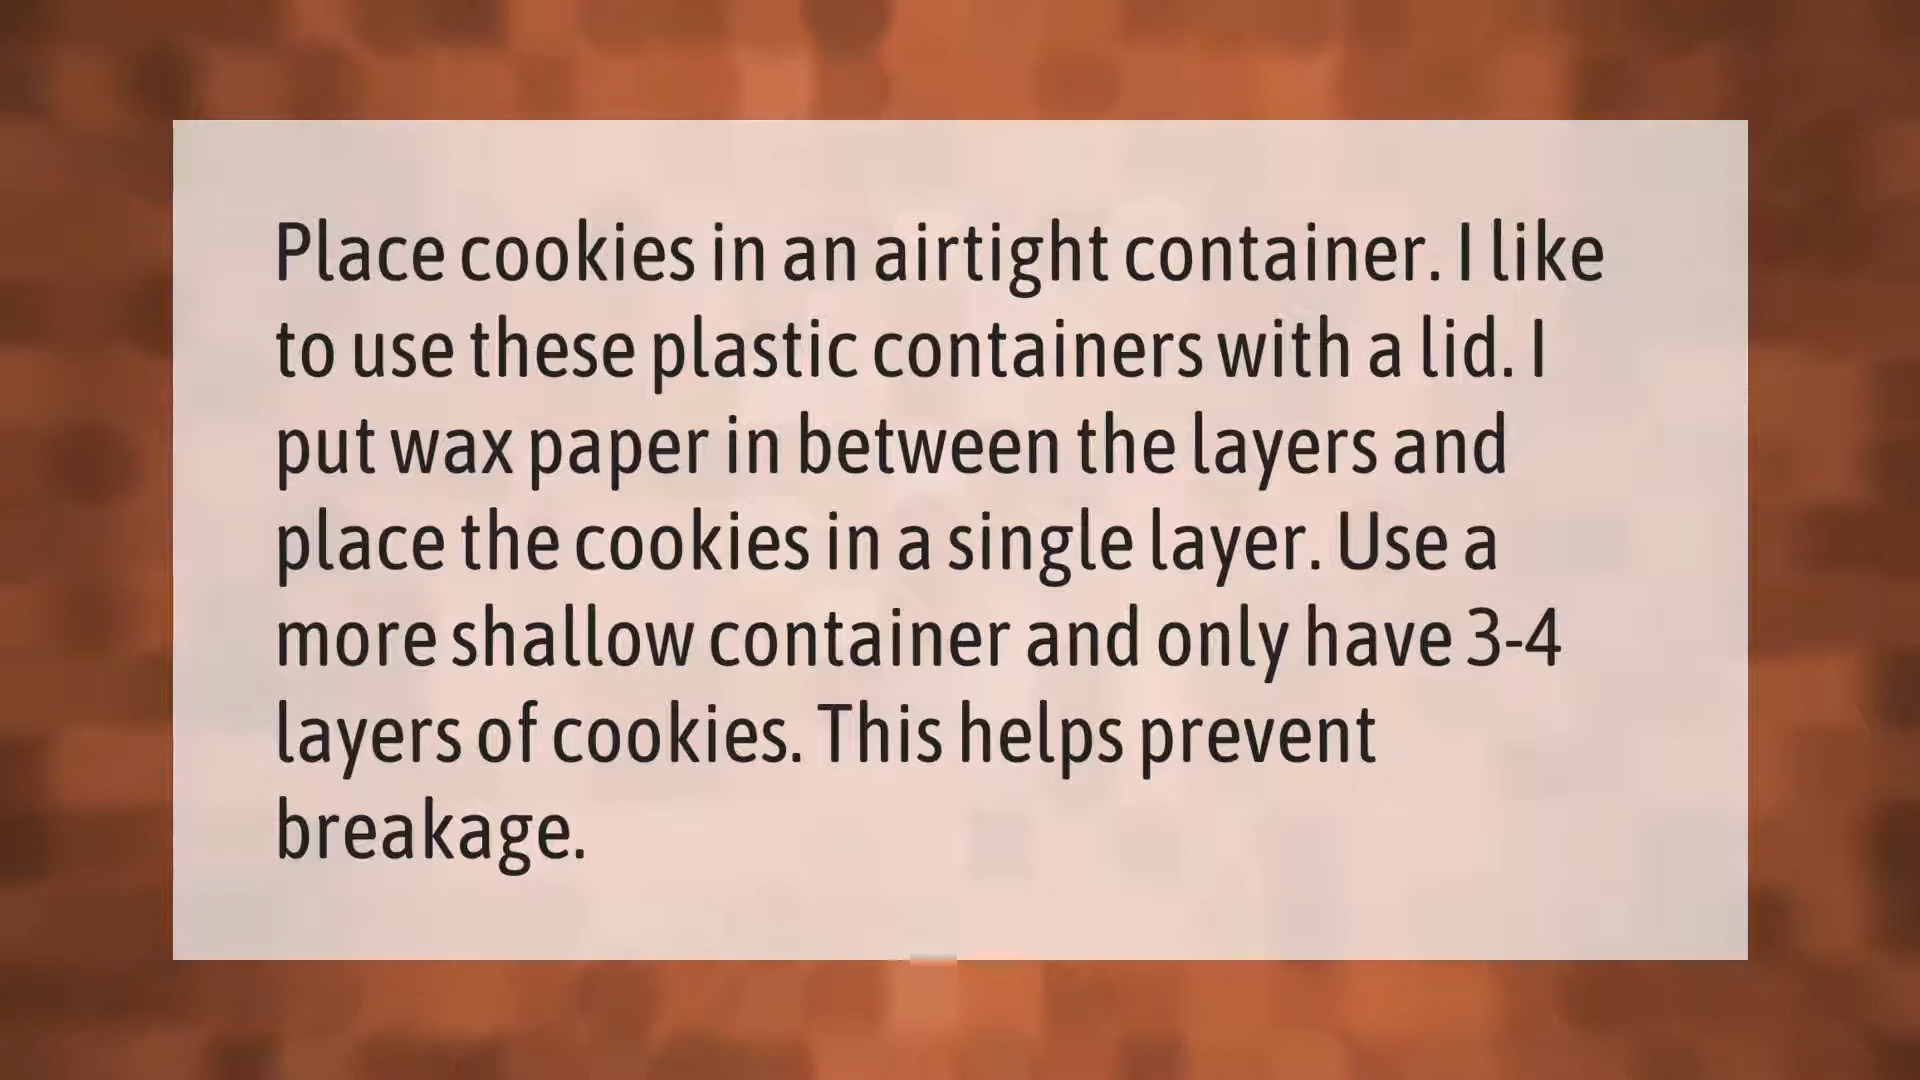 Place cookies in an airtight container. I like
to use these plastic containers with a lid. I
put wax paper in between the layers and
place the cookies in a single layer. Use a
more shallow container and only have 3-4
layers of cookies. This helps prevent
breakage.